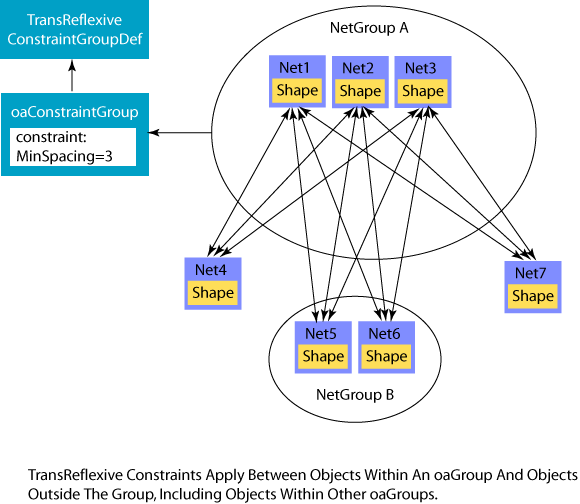 TransReflexive
ConstraintGroupDef
NetGroup A
oaConstraintGroup
constraint:
MinSpacing=3
Net1
Shape
Net2
Shape
Net3
Shape
Net4
Shape
Net7
Shape
Net5
Shape
Net6
Shape
NetGroup B
TransReflexive Constraints Apply Between Objects Within An oaGroup And Objects
Outside The Group, Including Objects Within Other oaGroups.